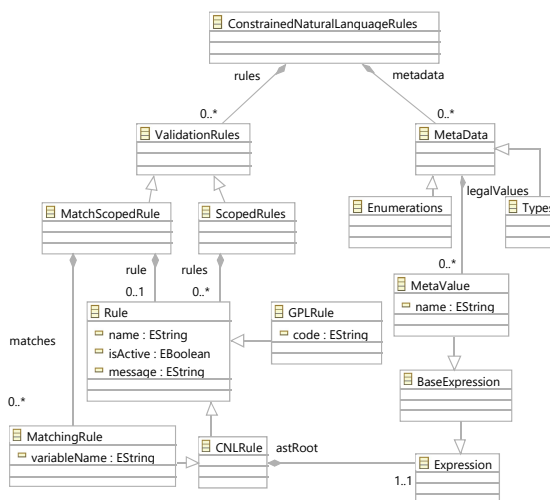 ConstrainedNaturalLanguageRules
rules
metadata
0..*
0..*
ValidationRules
MetaData
legalValues
MatchScopedRule
ScopedRules
Enumerations
Types
rule
rules
0..1
0..*
0..*
MetaValue
name : EString
Rule
name : EString
isActive : EBoolean
message : EString
GPLRule
code : EString
matches
BaseExpression
0..*
MatchingRule
variableName : EString
CNLRule
astRoot
1..1
Expression